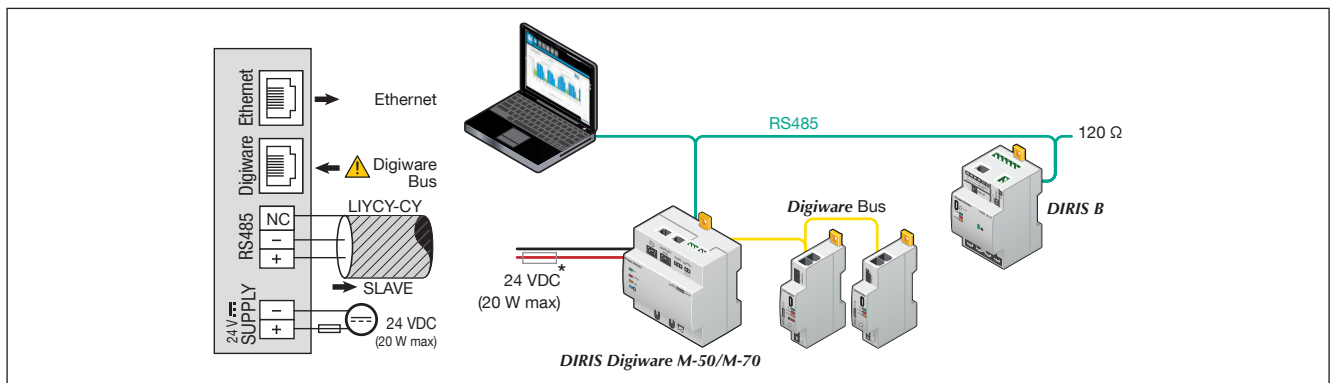 Ethernet
Ethernet
Digiware
Digiware
Bus
RS485
NC
−
+
LIYCY-CY
SLAVE
24 V
SUPPLY
−
+
24 VDC
(20 W max)
RS485
120 Ω
DIRIS B
Digiware Bus
24 VDC
*
(20 W max)
DIRIS Digiware M-50/M-70